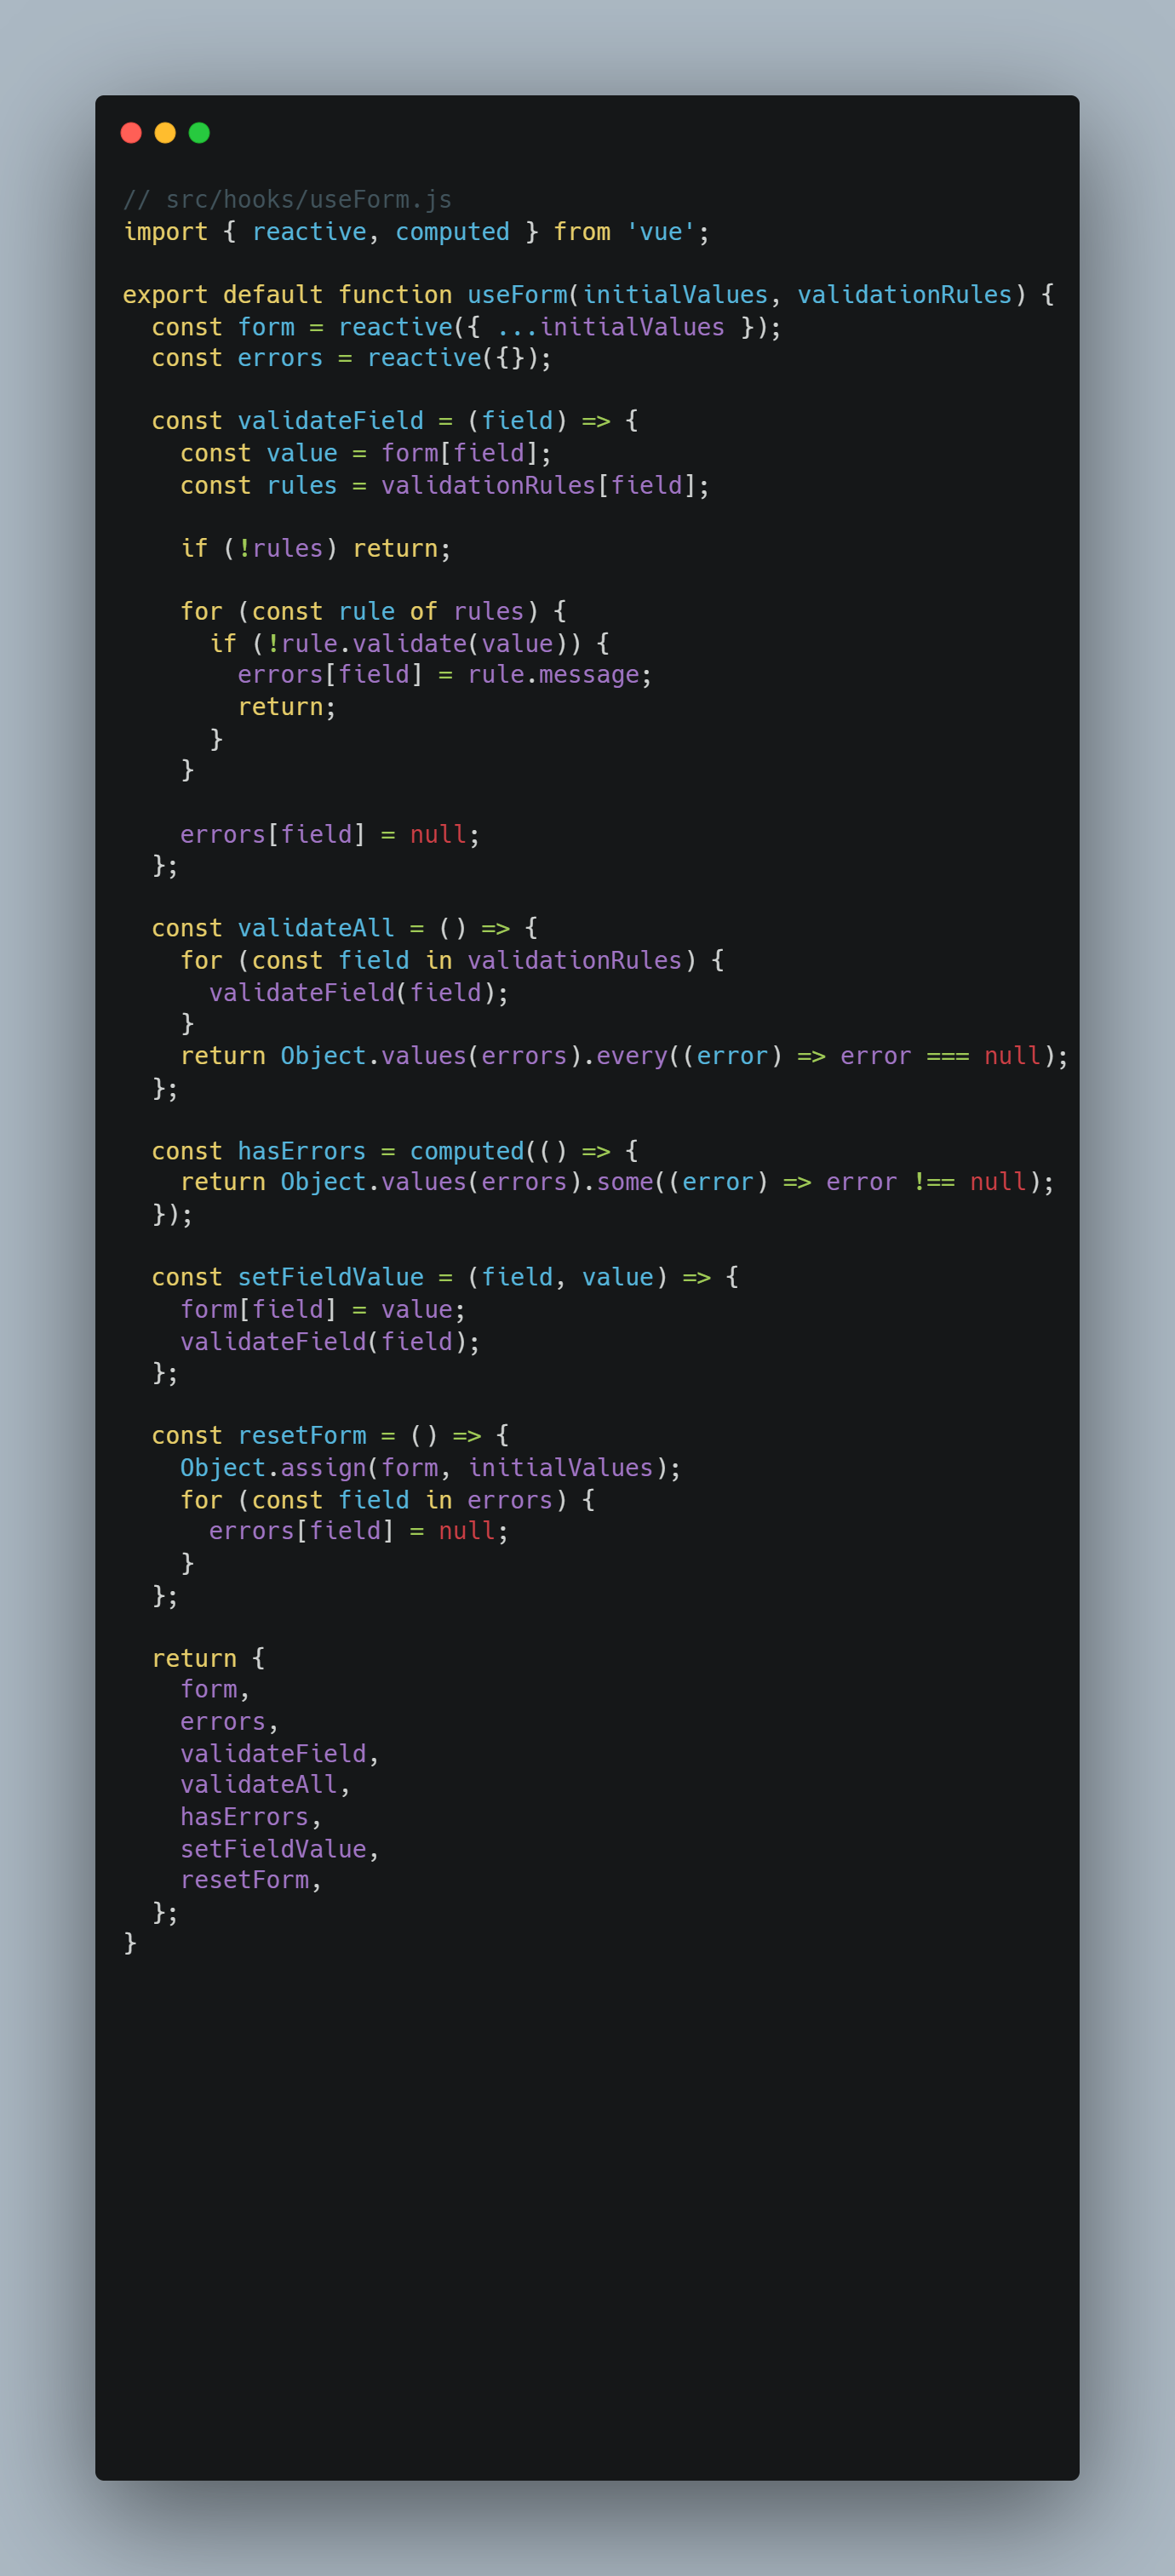 // src/hooks/useForm.js
import { reactive, computed } from 'vue';

export default function useForm(initialValues, validationRules) {
  const form = reactive({ ...initialValues });
  const errors = reactive({});

  const validateField = (field) => {
    const value = form[field];
    const rules = validationRules[field];

    if (!rules) return;

    for (const rule of rules) {
      if (!rule.validate(value)) {
        errors[field] = rule.message;
        return;
      }
    }

    errors[field] = null;
  };

  const validateAll = () => {
    for (const field in validationRules) {
      validateField(field);
    }
    return Object.values(errors).every((error) => error === null);
  };

  const hasErrors = computed(() => {
    return Object.values(errors).some((error) => error !== null);
  });

  const setFieldValue = (field, value) => {
    form[field] = value;
    validateField(field);
  };

  const resetForm = () => {
    Object.assign(form, initialValues);
    for (const field in errors) {
      errors[field] = null;
    }
  };

  return {
    form,
    errors,
    validateField,
    validateAll,
    hasErrors,
    setFieldValue,
    resetForm,
  };
}